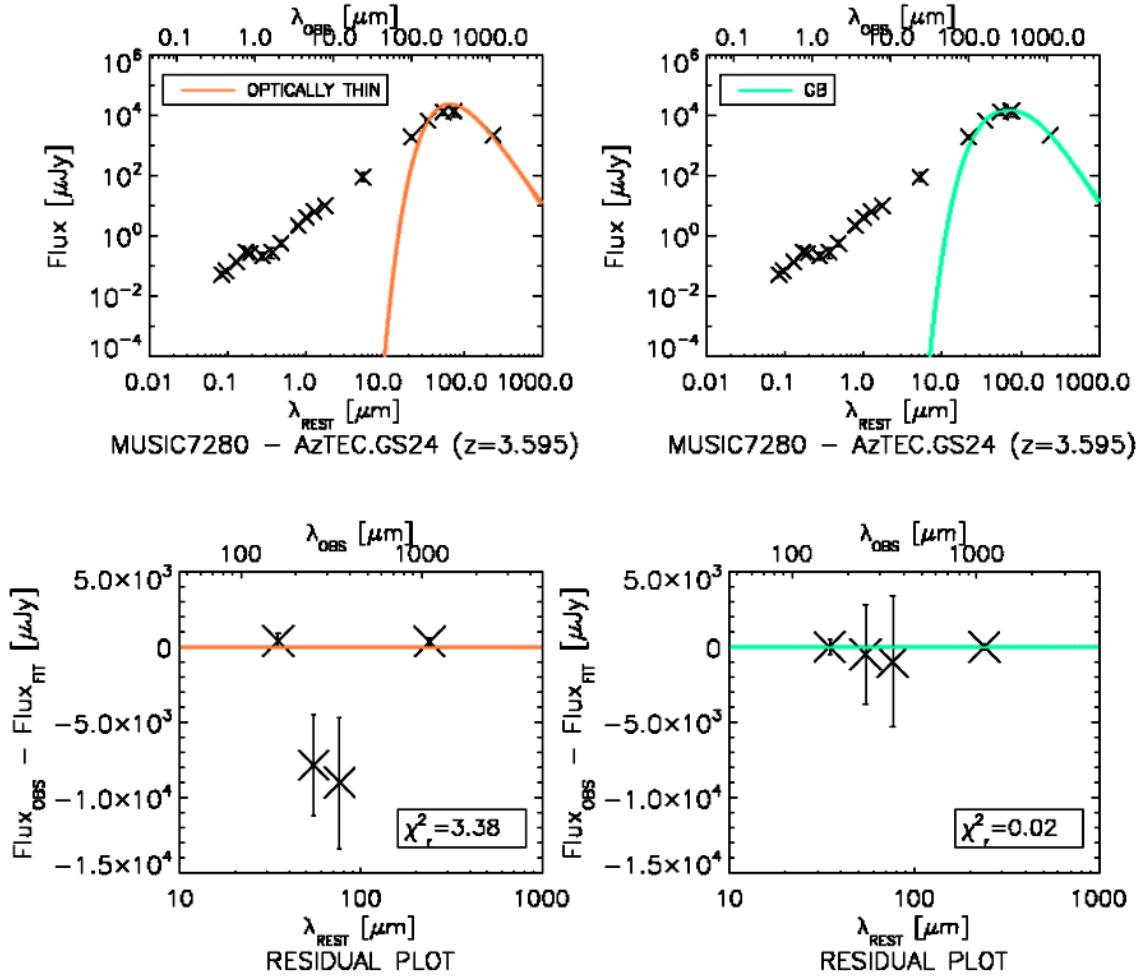 λOBS [μm]
0.1 1.0 10.0 100.0 1000.0
OPTICALLY THIN
Flux [μJy]
10^6
10^4
10^2
10^0
10^-2
10^-4
0.01 0.1 1.0 10.0 100.0 1000.0
λREST [μm]
MUSIC7280 - AzTEC.GS24 (z=3.595)
λOBS [μm]
0.1 1.0 10.0 100.0 1000.0
GB
Flux [μJy]
10^6
10^4
10^2
10^0
10^-2
10^-4
0.01 0.1 1.0 10.0 100.0 1000.0
λREST [μm]
MUSIC7280 - AzTEC.GS24 (z=3.595)
λOBS [μm]
100 1000
FluxOBS - FluxFIT [μJy]
5.0×10^3
0
-5.0×10^3
-1.0×10^4
-1.5×10^4
χ^2_r=3.38
10 100 1000
λREST [μm]
RESIDUAL PLOT
λOBS [μm]
100 1000
FluxOBS - FluxFIT [μJy]
5.0×10^3
0
-5.0×10^3
-1.0×10^4
-1.5×10^4
χ^2_r=0.02
10 100 1000
λREST [μm]
RESIDUAL PLOT